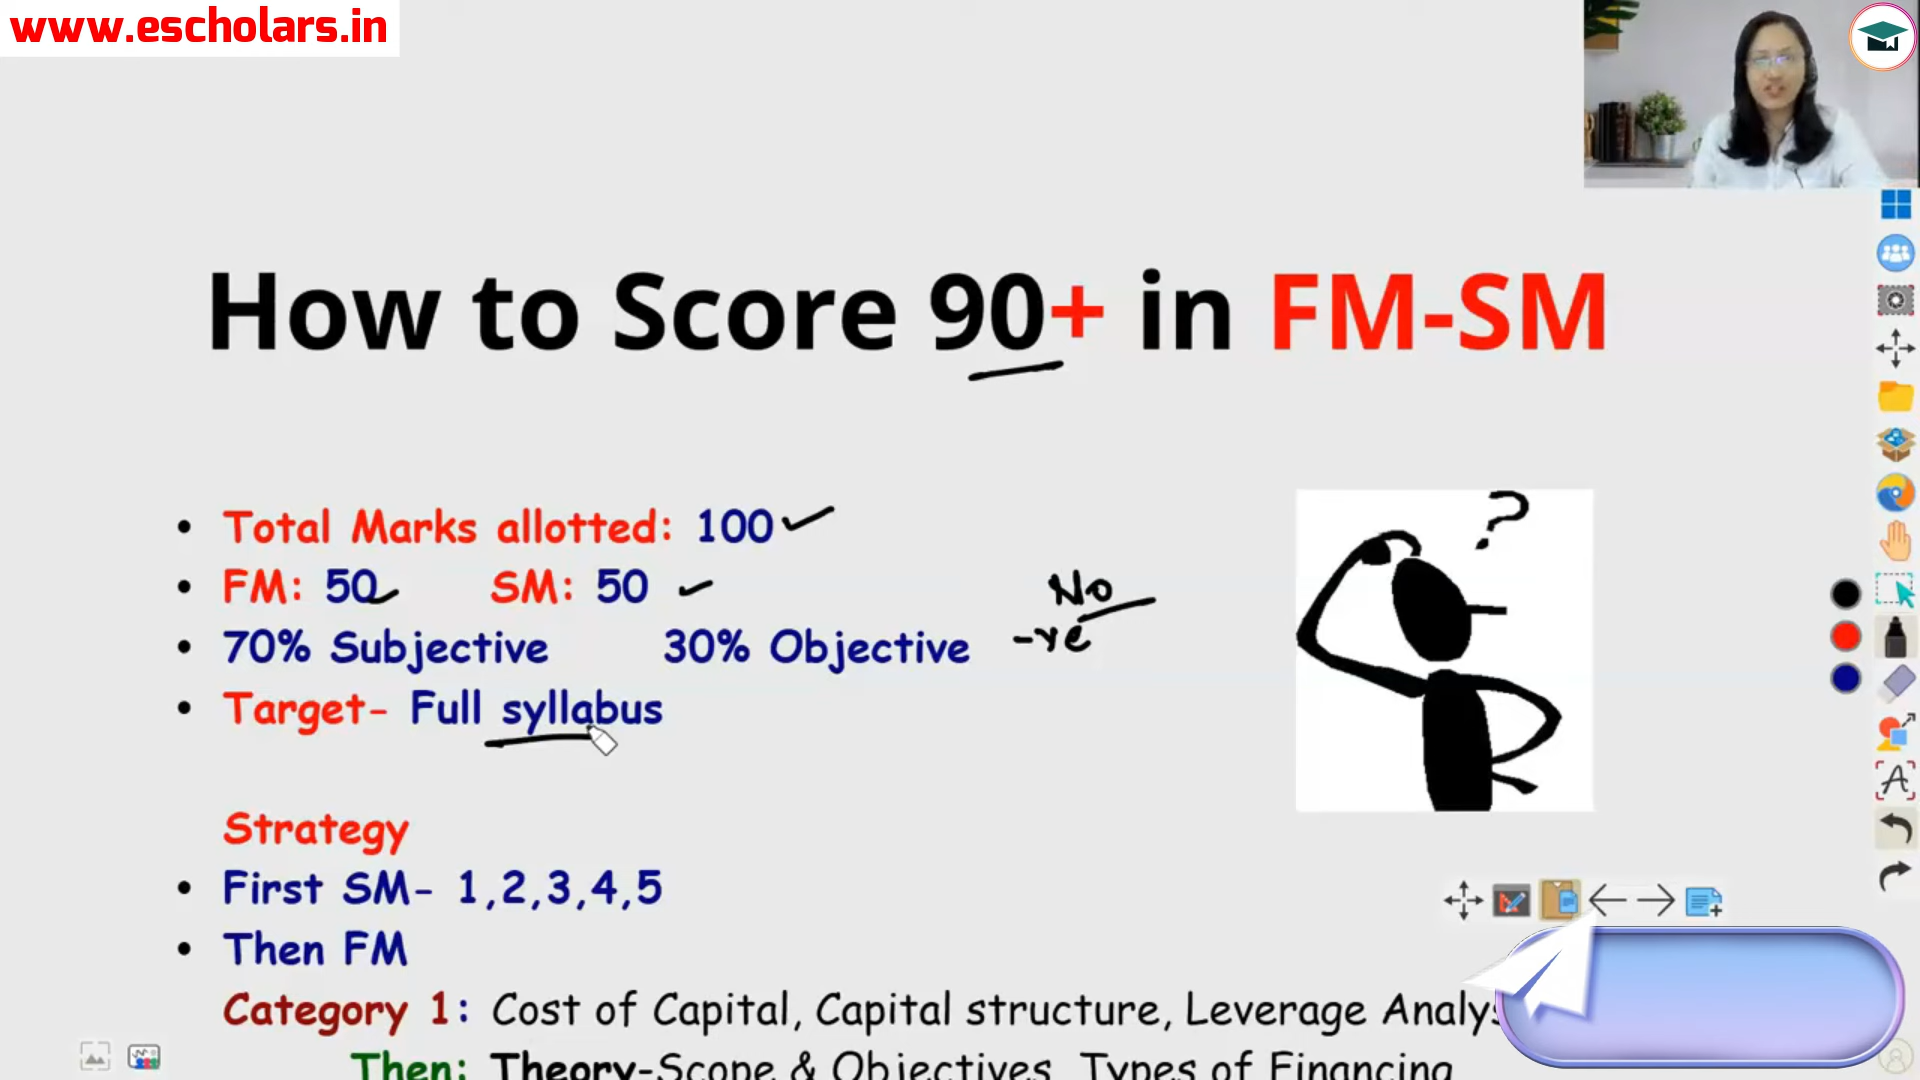 www.escholars.in
How to Score 90+ in FM-SM
• Total Marks allotted: 100
• FM: 50 SM: 50
No
-ve
• 70% Subjective 30% Objective
• Target- Full syllabus
?
Strategy
• First SM- 1,2,3,4,5
• Then FM
Category 1: Cost of Capital, Capital structure, Leverage Analys
Then: Theory-Scope & Objectives, Types of Financing